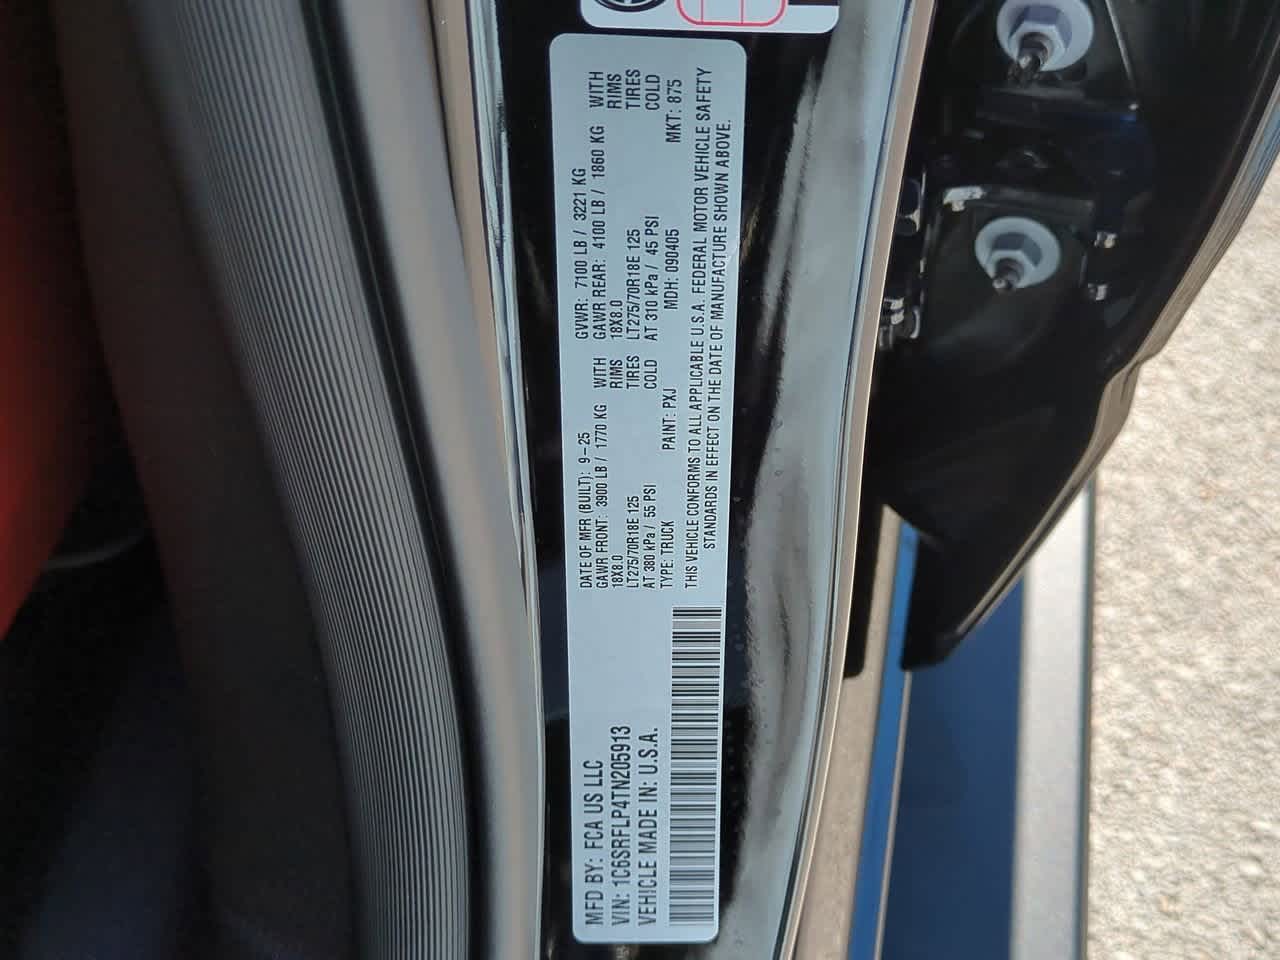 MFD BY: FCA US LLC
VIN: 1C6SRFLP4TN205913
VEHICLE MADE IN: U.S.A.
DATE OF MFR (BUILT): 9-25 GVWR: 7100 LB / 3221 KG
GAWR FRONT: 3900 LB / 1770 KG WITH GAWR REAR: 4100 LB / 1860 KG WITH
18X8.0 RIMS 18X8.0 RIMS
LT275/70R18E 125 TIRES LT275/70R18E 125 TIRES
AT 380 kPa / 55 PSI COLD AT 310 kPa / 45 PSI COLD
TYPE: TRUCK PAINT: PXJ MDH: 090405 MKT: 875
THIS VEHICLE CONFORMS TO ALL APPLICABLE U.S.A. FEDERAL MOTOR VEHICLE SAFETY
STANDARDS IN EFFECT ON THE DATE OF MANUFACTURE SHOWN ABOVE.